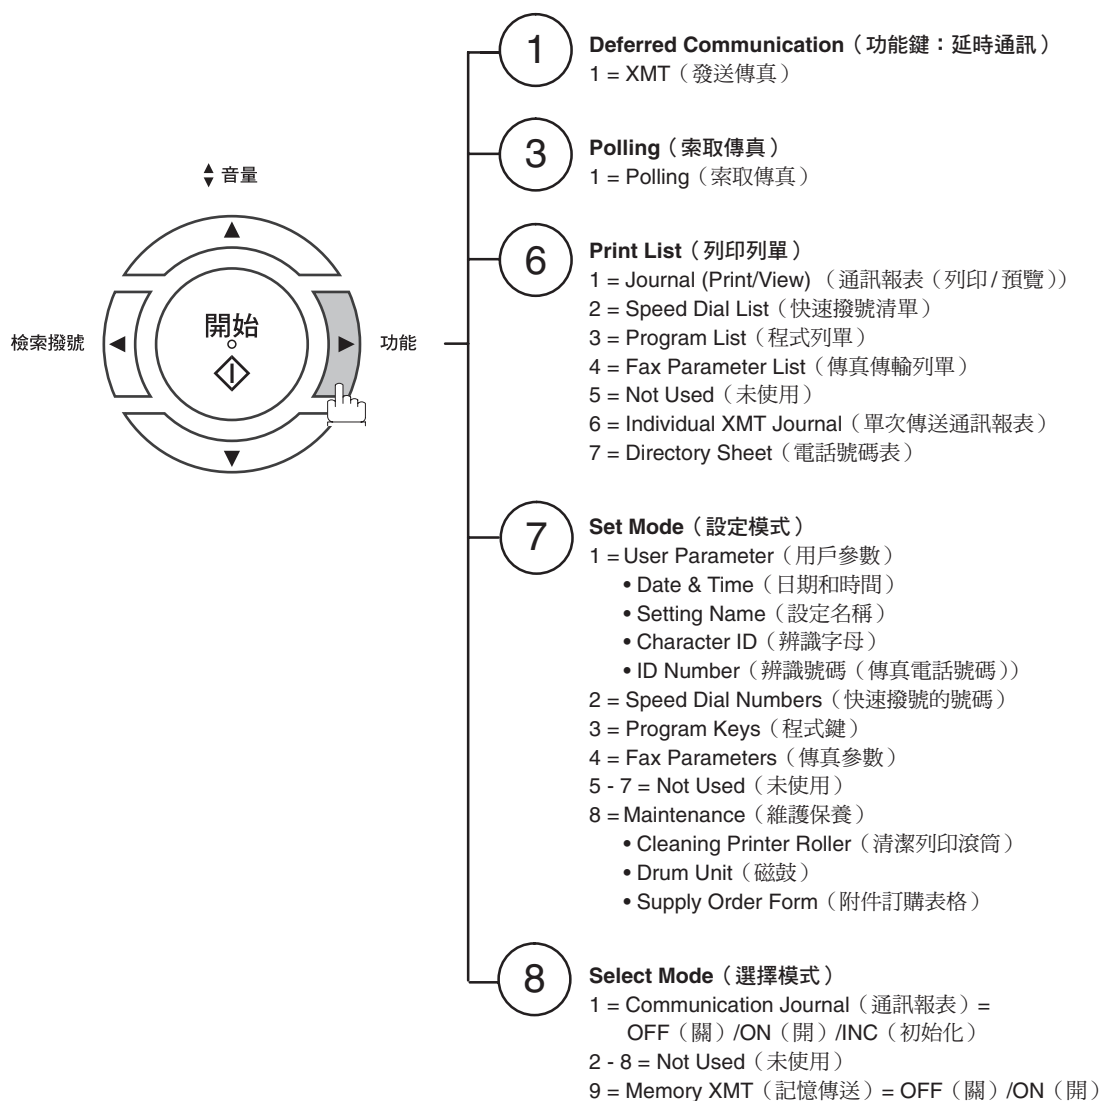 1
Deferred Communication（功能鍵：延時通訊）
1 = XMT（發送傳真）
3
Polling（索取傳真）
1 = Polling（索取傳真）
音量
檢索撥號
開始
功能
6
Print List（列印列單）
1 = Journal (Print/View) （通訊報表（列印/預覽））
2 = Speed Dial List（快速撥號清單）
3 = Program List（程式列單）
4 = Fax Parameter List（傳真傳輸列單）
5 = Not Used（未使用）
6 = Individual XMT Journal（單次傳送通訊報表）
7 = Directory Sheet（電話號碼表）
7
Set Mode（設定模式）
1 = User Parameter（用戶參數）
• Date & Time（日期和時間）
• Setting Name（設定名稱）
• Character ID（辨識字母）
• ID Number（辨識號碼（傳真電話號碼））
2 = Speed Dial Numbers（快速撥號的號碼）
3 = Program Keys（程式鍵）
4 = Fax Parameters（傳真參數）
5 - 7 = Not Used（未使用）
8 = Maintenance（維護保養）
• Cleaning Printer Roller（清潔列印滾筒）
• Drum Unit（磁鼓）
• Supply Order Form（附件訂購表格）
8
Select Mode（選擇模式）
1 = Communication Journal（通訊報表）=
OFF（關）/ON（開）/INC（初始化）
2 - 8 = Not Used（未使用）
9 = Memory XMT（記憶傳送）= OFF（關）/ON（開）